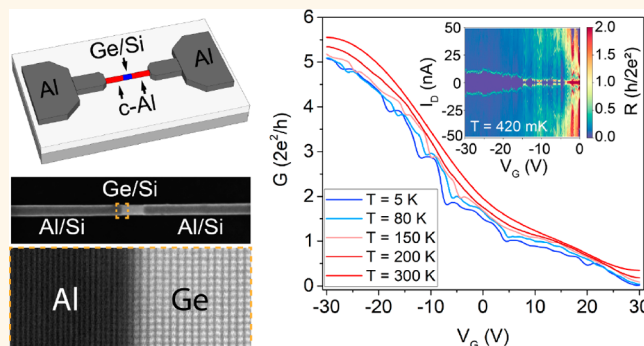 Ge/Si
Al
Al
c-Al
Ge/Si
Al/Si
Al/Si
Al
Ge
G (2e²/h)
6
5
4
3
2
1
0
T = 5 K
T = 80 K
T = 150 K
T = 200 K
T = 300 K
-30 -20 -10 0 10 20 30
V_G (V)
I_D (nA)
50
25
0
-25
-50
T = 420 mK
-30 -20 -10 0
V_G (V)
2.0
1.5
1.0
0.5
0.0
R (h/2e²)